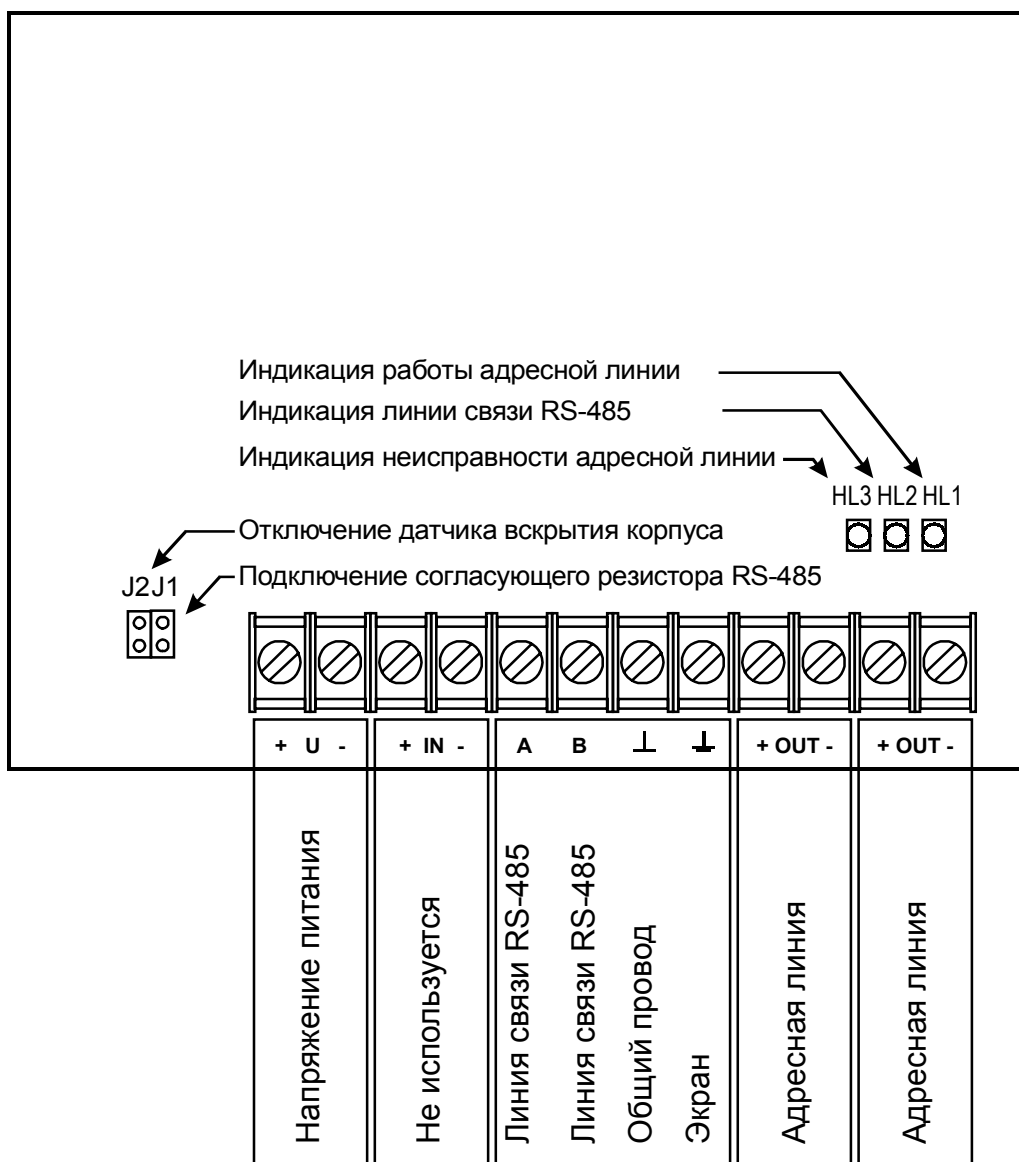 Индикация работы адресной линии
Индикация линии связи RS-485
Индикация неисправности адресной линии
HL3 HL2 HL1
Отключение датчика вскрытия корпуса
Подключение согласующего резистора RS-485
J2 J1
+ U - + IN - A B + OUT - + OUT -
Напряжение питания
Не используется
Линия связи RS-485
Линия связи RS-485
Общий провод
Экран
Адресная линия
Адресная линия